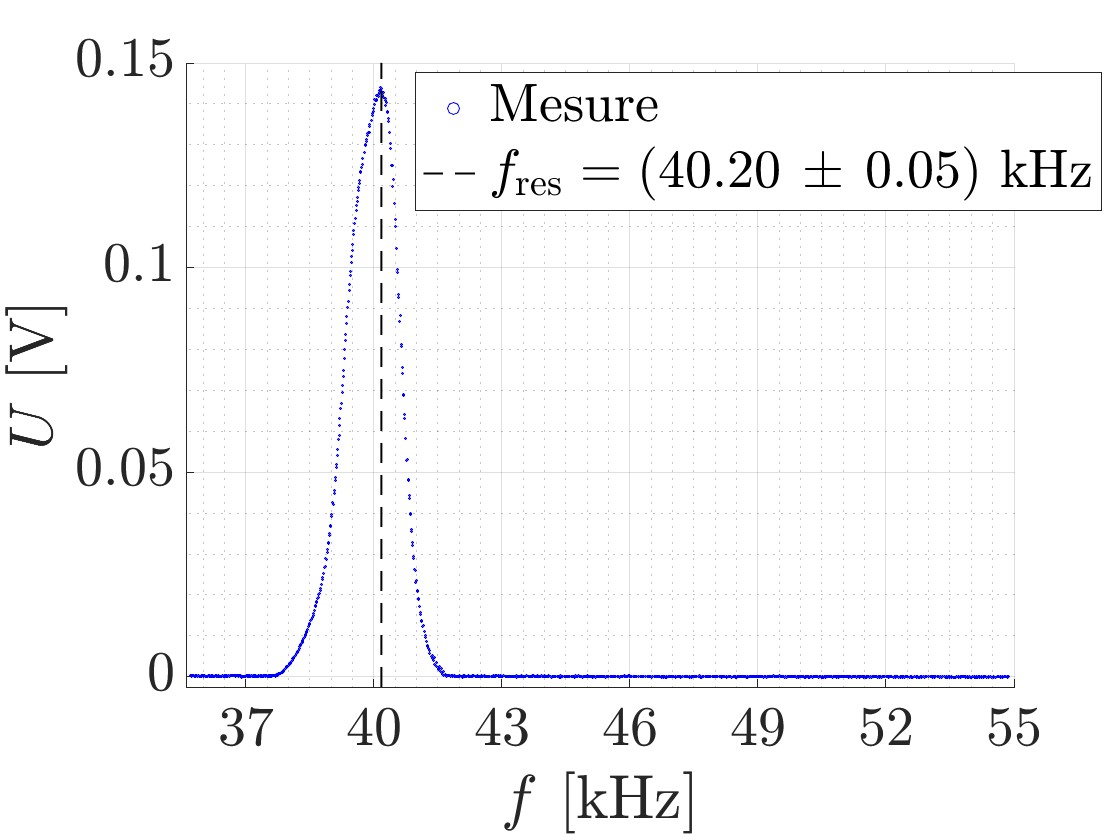 0.15
0.1
0.05
0
U [V]
Mesure
f_res = (40.20 ± 0.05) kHz
37 40 43 46 49 52 55
f [kHz]